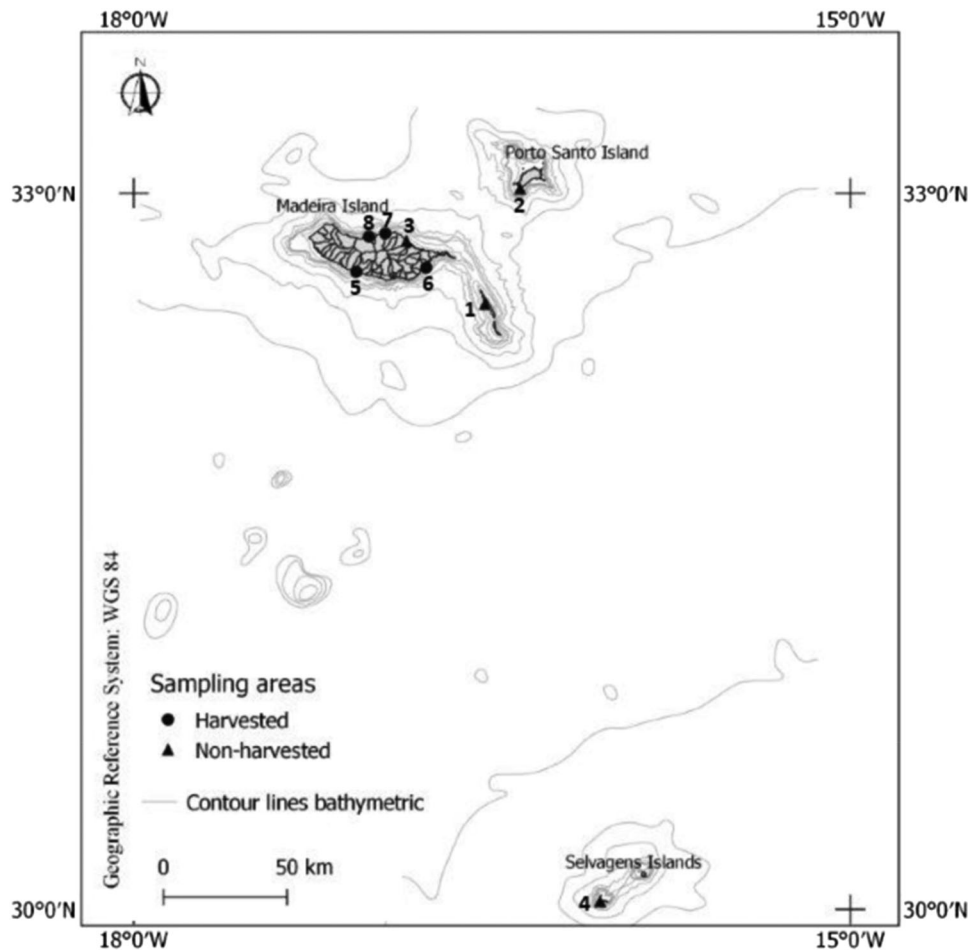 18°0'W 15°0'W
N
Porto Santo Island
33°0'N 33°0'N
2
Madeira Island
8 7 3
5 6
1
Geographic Reference System: WGS 84
Sampling areas
Harvested
Non-harvested
Contour lines bathymetric
0 50 km
Selvagens Islands
4
30°0'N 30°0'N
18°0'W 15°0'W